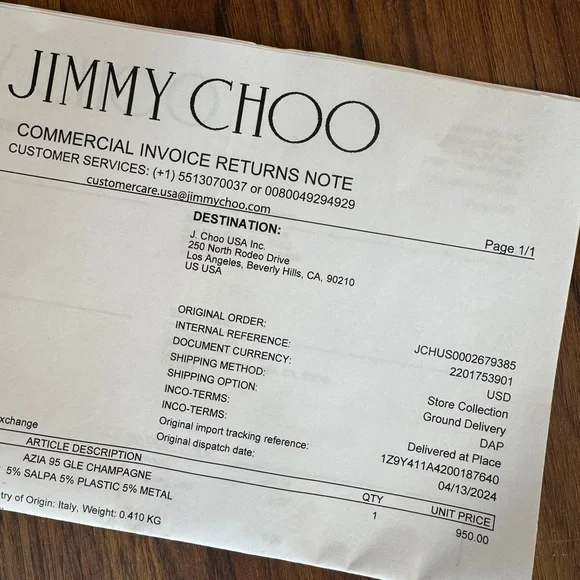 JIMMY CHOO
COMMERCIAL INVOICE RETURNS NOTE
CUSTOMER SERVICES: (+1) 5513070037 or 0080049294929
customercare.usa@jimmychoo.com
Page 1/1
DESTINATION:
J. Choo USA Inc.
250 North Rodeo Drive
Los Angeles, Beverly Hills, CA, 90210
US USA
ORIGINAL ORDER: JCHUS0002679385
INTERNAL REFERENCE: 2201753901
DOCUMENT CURRENCY: USD
SHIPPING METHOD: Store Collection
SHIPPING OPTION: Ground Delivery
INCO-TERMS: DAP
INCO-TERMS: Delivered at Place
Original import tracking reference: 1Z9Y411A4200187640
Original dispatch date: 04/13/2024
xchange
ARTICLE DESCRIPTION QTY UNIT PRICE
AZIA 95 GLE CHAMPAGNE 1 950.00
5% SALPA 5% PLASTIC 5% METAL
try of Origin: Italy, Weight: 0.410 KG